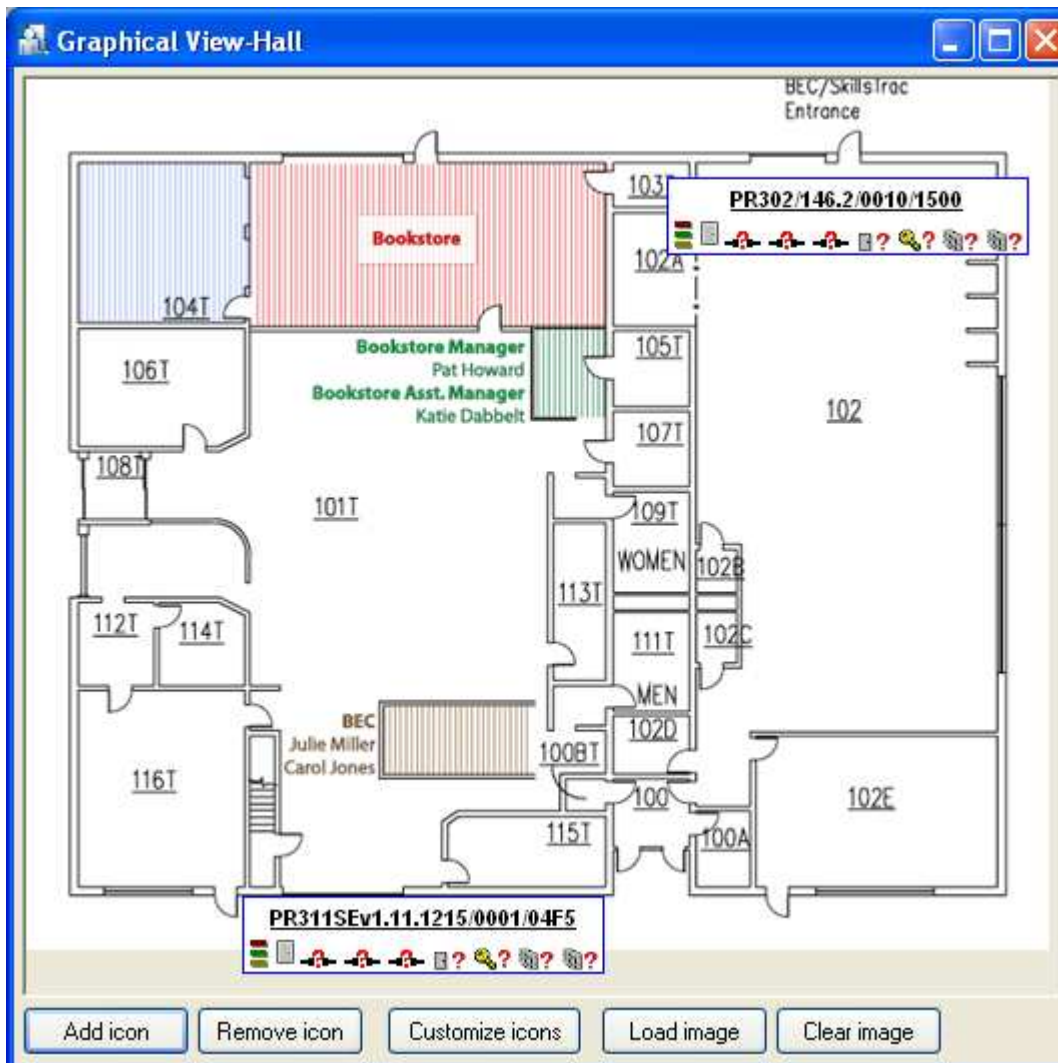 Graphical View-Hall
BEC/SkillsTrac
Entrance
PR302/146.2/0010/1500
Bookstore
102A
104T
Bookstore Manager
Pat Howard
Bookstore Asst. Manager
Katie Dabbelt
105T
106T
102
107T
108T
101T
109T
WOMEN
102B
113T
112T
114T
111T
102C
MEN
BEC
Julie Miller
Carol Jones
102D
100BT
116T
100
102E
115T
100A
PR311SEv1.11.1215/0001/04F5
Add icon
Remove icon
Customize icons
Load image
Clear image